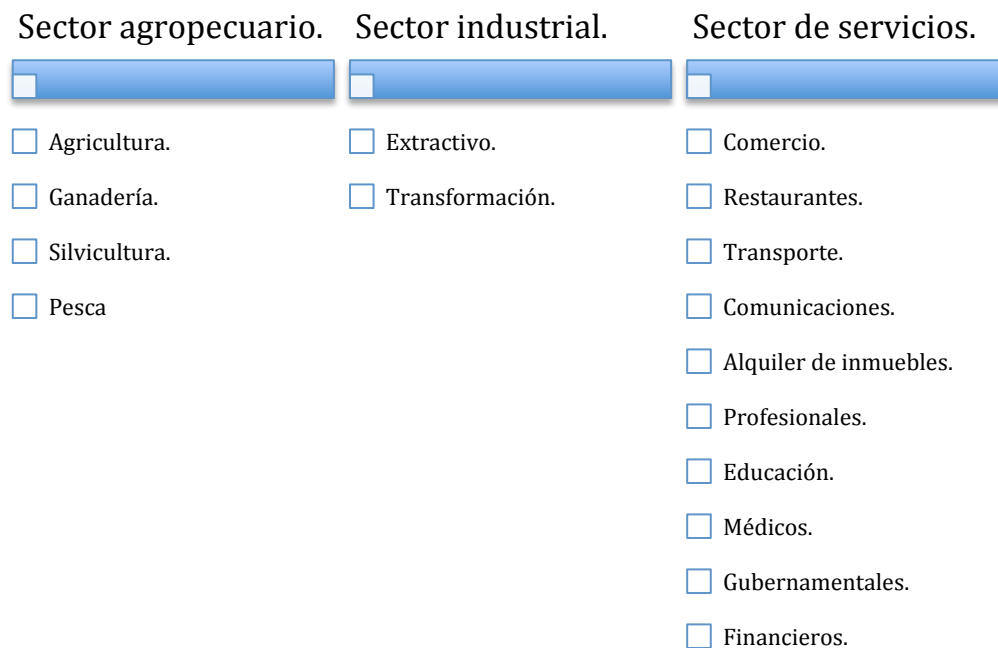 Sector agropecuario.
Agricultura.
Ganadería.
Silvicultura.
Pesca
Sector industrial.
Extractivo.
Transformación.
Sector de servicios.
Comercio.
Restaurantes.
Transporte.
Comunicaciones.
Alquiler de inmuebles.
Profesionales.
Educación.
Médicos.
Gubernamentales.
Financieros.